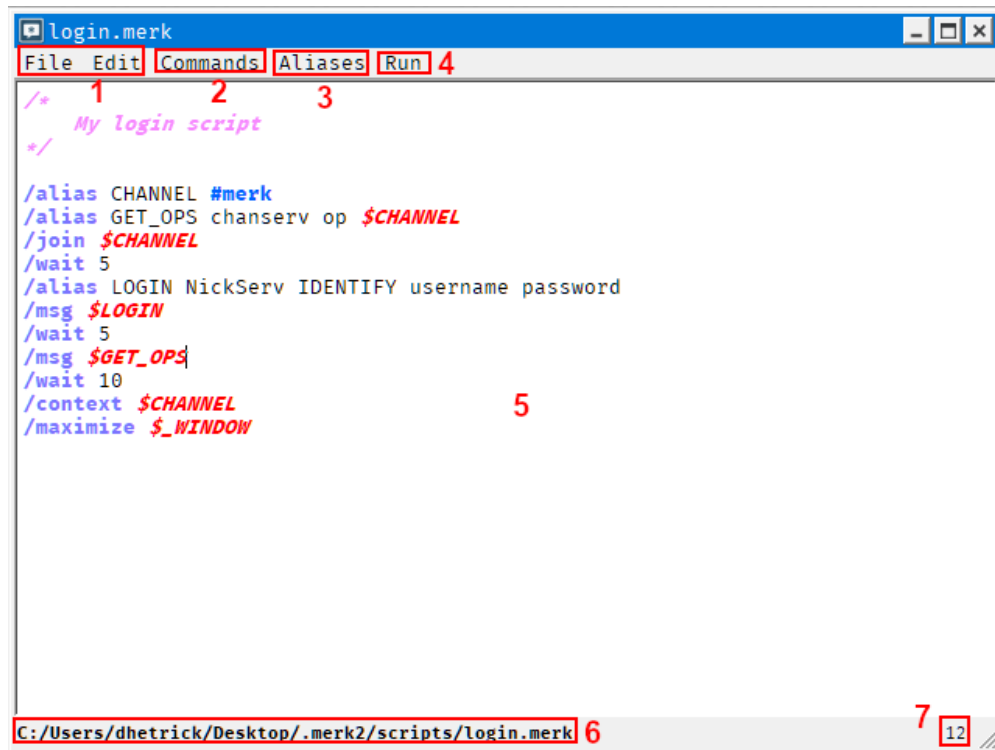 login.merk
File Edit Commands Aliases Run 4
1 2 3
/*
My login script
*/
/alias CHANNEL #merk
/alias GET_OPS chanserv op $CHANNEL
/join $CHANNEL
/wait 5
/alias LOGIN NickServ IDENTIFY username password
/msg $LOGIN
/wait 5
/msg $GET_OPS
/wait 10
/context $CHANNEL
5
/maximize $_WINDOW
C:/Users/dhetrick/Desktop/.merk2/scripts/login.merk 6
7
12